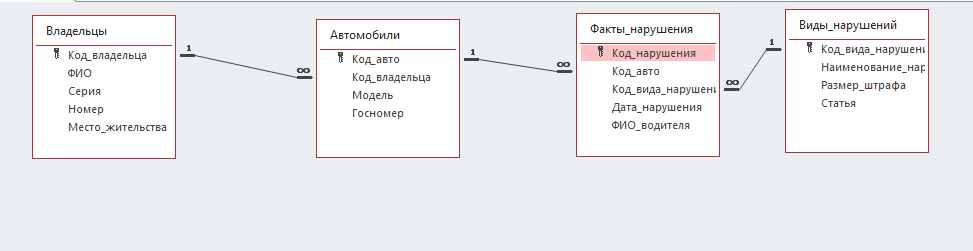 Владельцы
Код_владельца
ФИО
Серия
Номер
Место_жительства
1
∞
Автомобили
Код_авто
Код_владельца
Модель
Госномер
1
∞
Факты_нарушения
Код_нарушения
Код_авто
Код_вида_нарушени
Дата_нарушения
ФИО_водителя
∞
1
Виды_нарушений
Код_вида_нарушени
Наименование_нар
Размер_штрафа
Статья